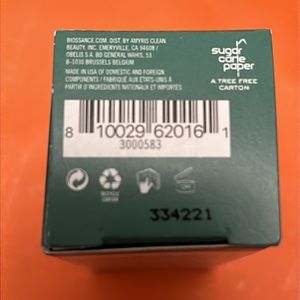 BIOSSANCE.COM. DIST. BY AMYRIS CLEAN
BEAUTY, INC. EMERYVILLE, CA 94608 /
OBELIS S.A. BD GENERAL WAHIS, 53
B-1030 BRUSSELS BELGIUM
MADE IN USA OF DOMESTIC AND FOREIGN
COMPONENTS / FABRIQUÉ AUX ÉTATS-UNIS À
PARTIR D'INGRÉDIENTS NATIONAUX ET IMPORTÉS.
sugar
cane
paper
A TREE FREE
CARTON
8 10029 62016 1
3000583
RECYCLE
CARTON
334221